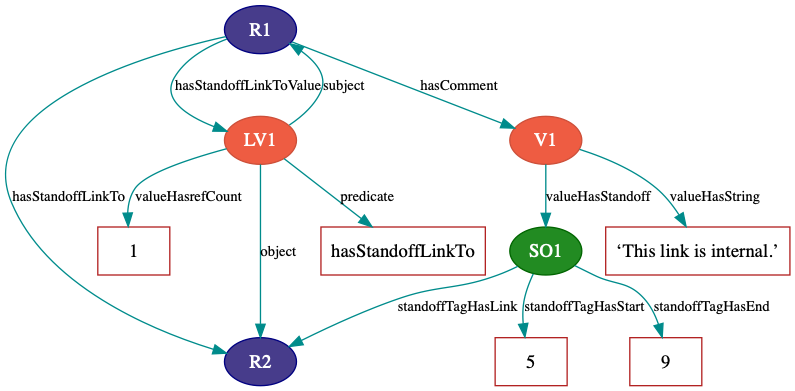 R1
hasStandoffLinkToValue
subject
hasComment
LV1
V1
hasStandoffLinkTo
valueHasrefCount
predicate
valueHasStandoff
valueHasString
1
object
hasStandoffLinkTo
SO1
‘This link is internal.’
standoffTagHasLink
standoffTagHasStart
standoffTagHasEnd
R2
5
9